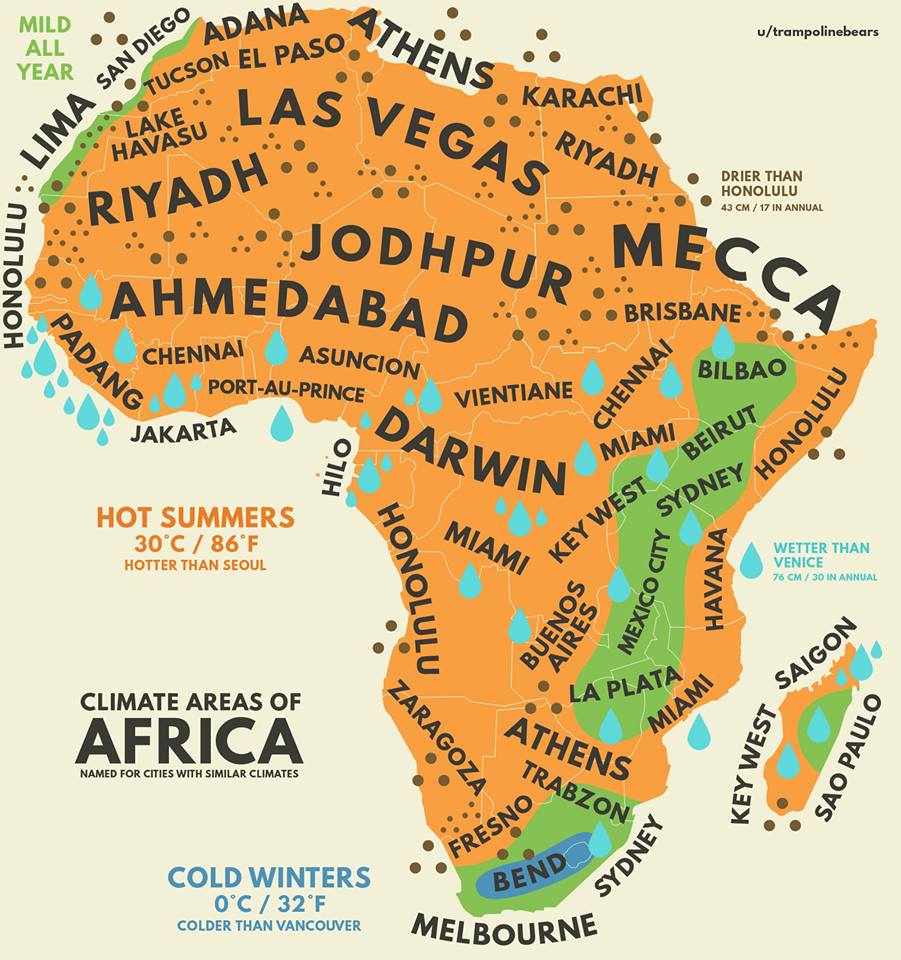 MILD
ALL
YEAR
u/trampolinebears
SAN DIEGO
ADANA
ATHENS
TUCSON
EL PASO
LIMA
LAKE
HAVASU
LAS VEGAS
KARACHI
RIYADH
RIYADH
DRIER THAN
HONOLULU
43 CM / 17 IN ANNUAL
HONOLULU
JODHPUR
MECCA
AHMEDABAD
BRISBANE
PADANG
CHENNAI
ASUNCION
PORT-AU-PRINCE
VIENTIANE
CHENNAI
BILBAO
JAKARTA
DARWIN
MIAMI
BEIRUT
HONOLULU
HILO
KEY WEST
SYDNEY
HOT SUMMERS
30°C / 86°F
HOTTER THAN SEOUL
HONOLULU
MIAMI
MEXICO CITY
HAVANA
WETTER THAN
VENICE
76 CM / 30 IN ANNUAL
BUENOS
AIRES
LA PLATA
MIAMI
SAIGON
KEY WEST
SAO PAULO
CLIMATE AREAS OF
AFRICA
NAMED FOR CITIES WITH SIMILAR CLIMATES
ZARAGOZA
ATHENS
TRABZON
FRESNO
SYDNEY
BEND
MELBOURNE
COLD WINTERS
0°C / 32°F
COLDER THAN VANCOUVER